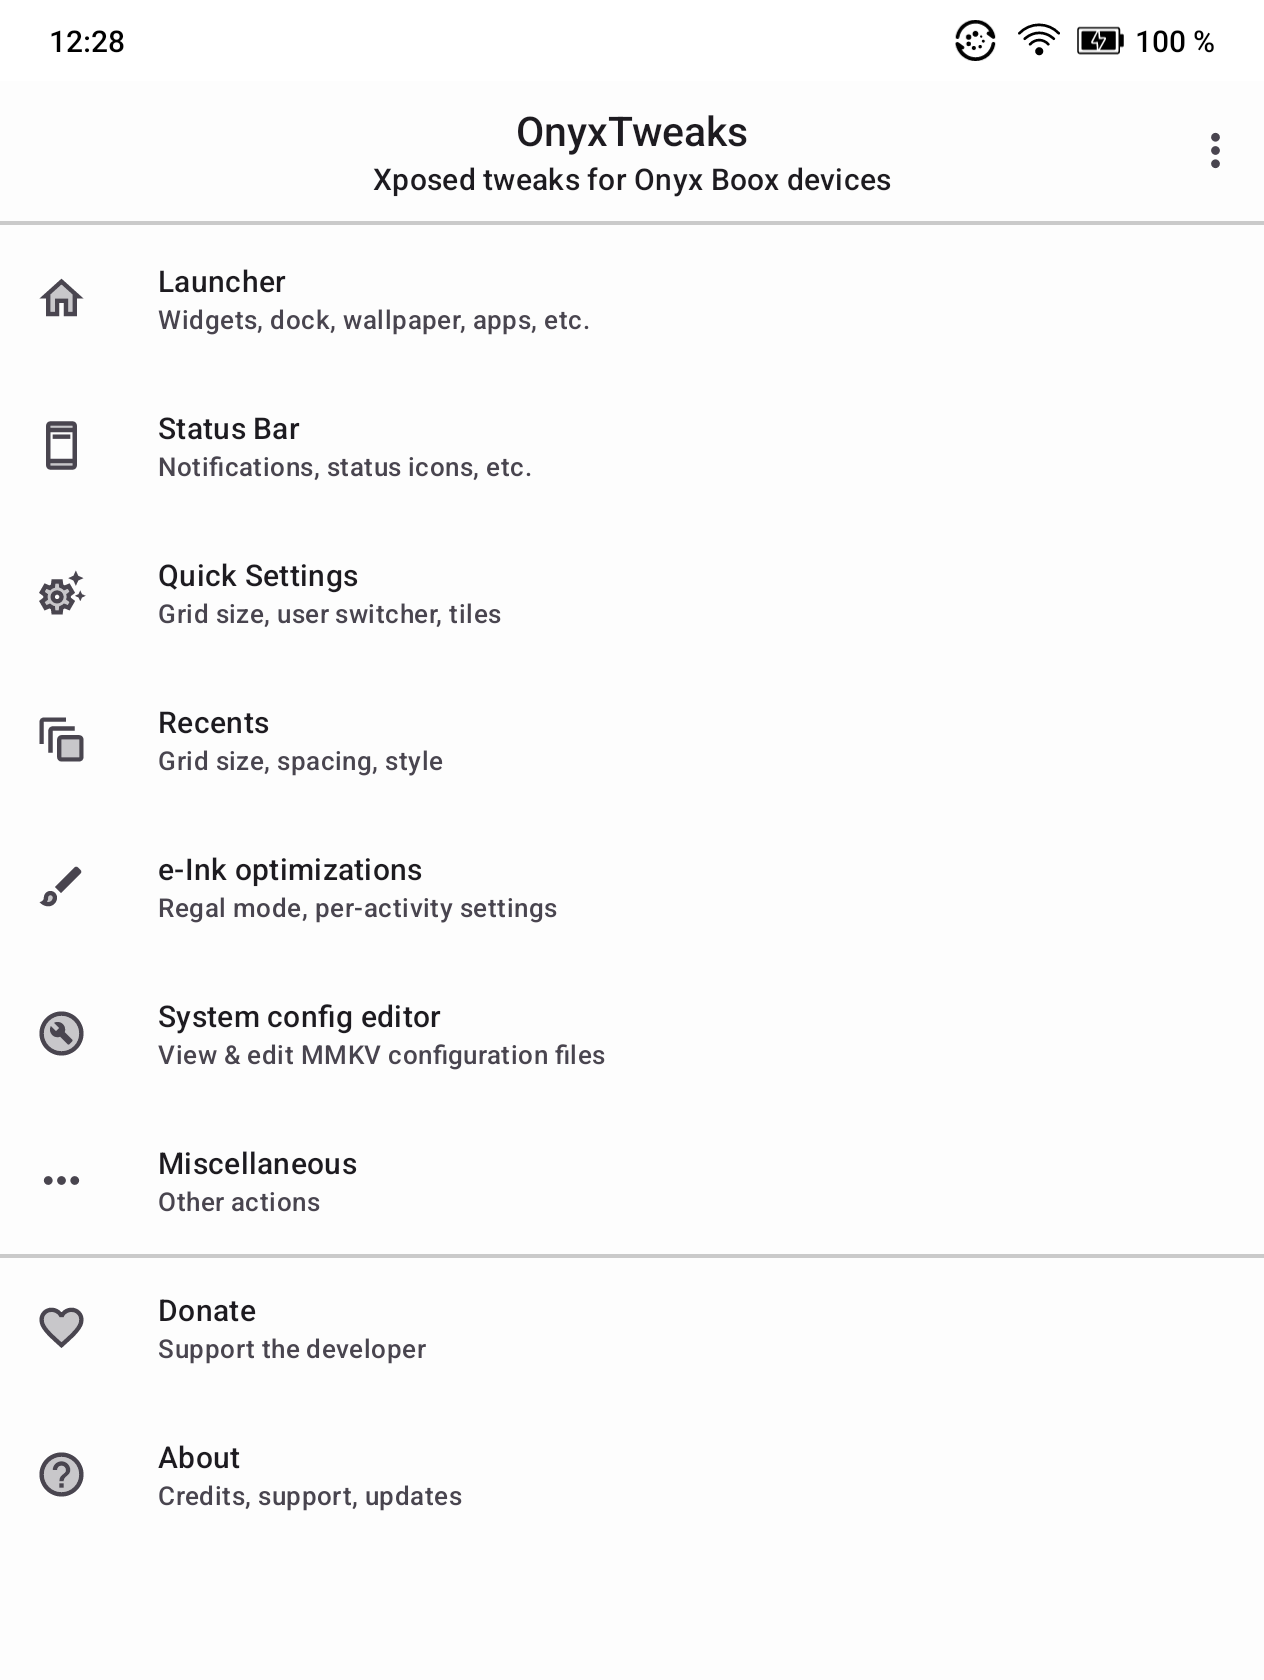 12:28
100 %
OnyxTweaks
Xposed tweaks for Onyx Boox devices
Launcher
Widgets, dock, wallpaper, apps, etc.
Status Bar
Notifications, status icons, etc.
Quick Settings
Grid size, user switcher, tiles
Recents
Grid size, spacing, style
e-Ink optimizations
Regal mode, per-activity settings
System config editor
View & edit MMKV configuration files
Miscellaneous
Other actions
Donate
Support the developer
About
Credits, support, updates